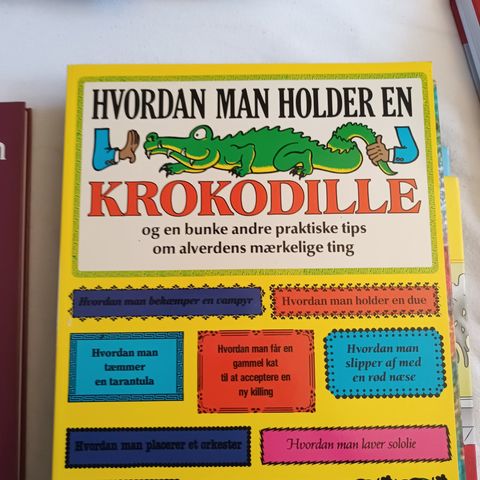 HVORDAN MAN HOLDER EN
KROKODILLE
og en bunke andre praktiske tips
om alverdens mærkelige ting
Hvordan man bekæmper en vampyr
Hvordan man holder en due
Hvordan man
tæmmer
en tarantula
Hvordan man får en
gammel kat
til at acceptere en
ny killing
Hvordan man
slipper af med
en rød næse
Hvordan man placerer et orkester
Hvordan man laver sololie